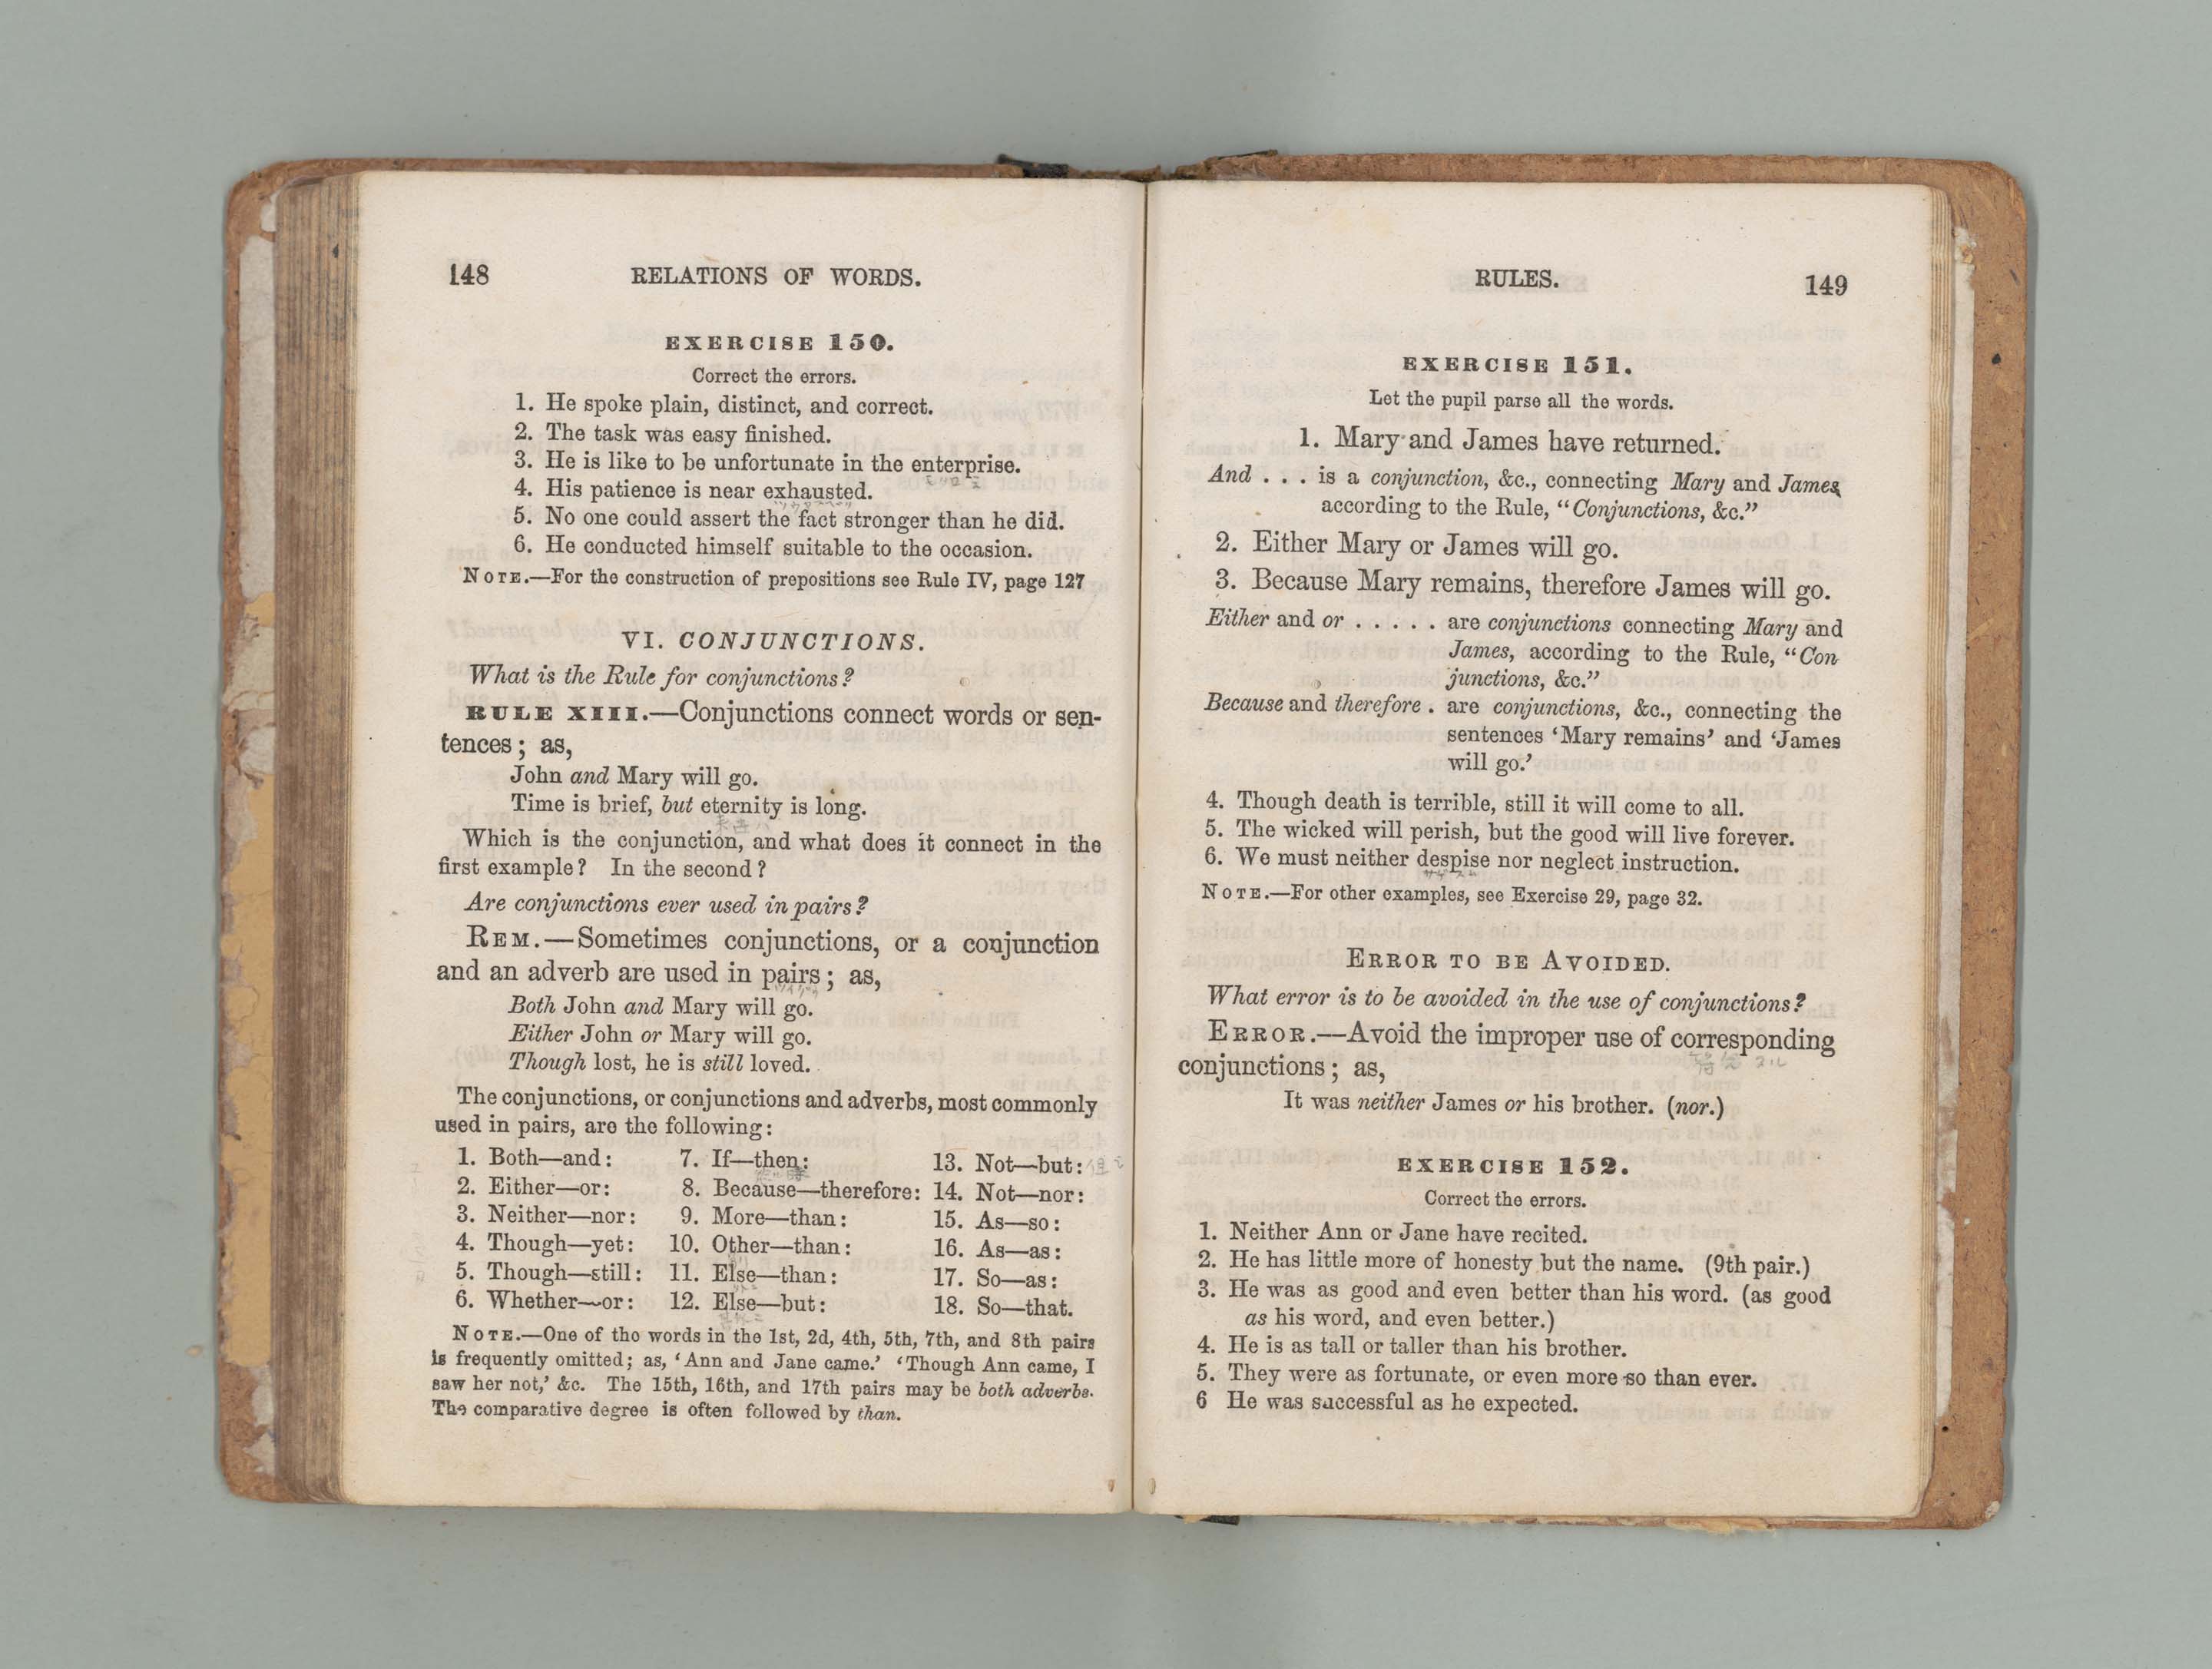 148 RELATIONS OF WORDS.
EXERCISE 150.
Correct the errors.
1. He spoke plain, distinct, and correct.
2. The task was easy finished.
3. He is like to be unfortunate in the enterprise.
4. His patience is near exhausted.
5. No one could assert the fact stronger than he did.
6. He conducted himself suitable to the occasion.
NOTE.—For the construction of prepositions see Rule IV, page 127
VI. CONJUNCTIONS.
What is the Rule for conjunctions?
RULE XIII.—Conjunctions connect words or sen-
tences; as,
John and Mary will go.
Time is brief, but eternity is long.
Which is the conjunction, and what does it connect in the
first example? In the second?
Are conjunctions ever used in pairs?
REM.—Sometimes conjunctions, or a conjunction
and an adverb are used in pairs; as,
Both John and Mary will go.
Either John or Mary will go.
Though lost, he is still loved.
The conjunctions, or conjunctions and adverbs, most commonly
used in pairs, are the following:
1. Both—and: 7. If—then: 13. Not—but:
2. Either—or: 8. Because—therefore: 14. Not—nor:
3. Neither—nor: 9. More—than: 15. As—so:
4. Though—yet: 10. Other—than: 16. As—as:
5. Though—still: 11. Else—than: 17. So—as:
6. Whether—or: 12. Else—but: 18. So—that.
NOTE.—One of the words in the 1st, 2d, 4th, 5th, 7th, and 8th pairs
is frequently omitted; as, ‘Ann and Jane came.’ ‘Though Ann came, I
saw her not,’ &c. The 15th, 16th, and 17th pairs may be both adverbs.
The comparative degree is often followed by than.
RULES. 149
EXERCISE 151.
Let the pupil parse all the words.
1. Mary and James have returned.
And . . . is a conjunction, &c., connecting Mary and James,
according to the Rule, “Conjunctions, &c.”
2. Either Mary or James will go.
3. Because Mary remains, therefore James will go.
Either and or . . . . . are conjunctions connecting Mary and
James, according to the Rule, “Con
junctions, &c.”
Because and therefore . are conjunctions, &c., connecting the
sentences ‘Mary remains’ and ‘James
will go.’
4. Though death is terrible, still it will come to all.
5. The wicked will perish, but the good will live forever.
6. We must neither despise nor neglect instruction.
NOTE.—For other examples, see Exercise 29, page 32.
ERROR TO BE AVOIDED.
What error is to be avoided in the use of conjunctions?
ERROR.—Avoid the improper use of corresponding
conjunctions; as,
It was neither James or his brother. (nor.)
EXERCISE 152.
Correct the errors.
1. Neither Ann or Jane have recited.
2. He has little more of honesty but the name. (9th pair.)
3. He was as good and even better than his word. (as good
as his word, and even better.)
4. He is as tall or taller than his brother.
5. They were as fortunate, or even more so than ever.
6 He was successful as he expected.